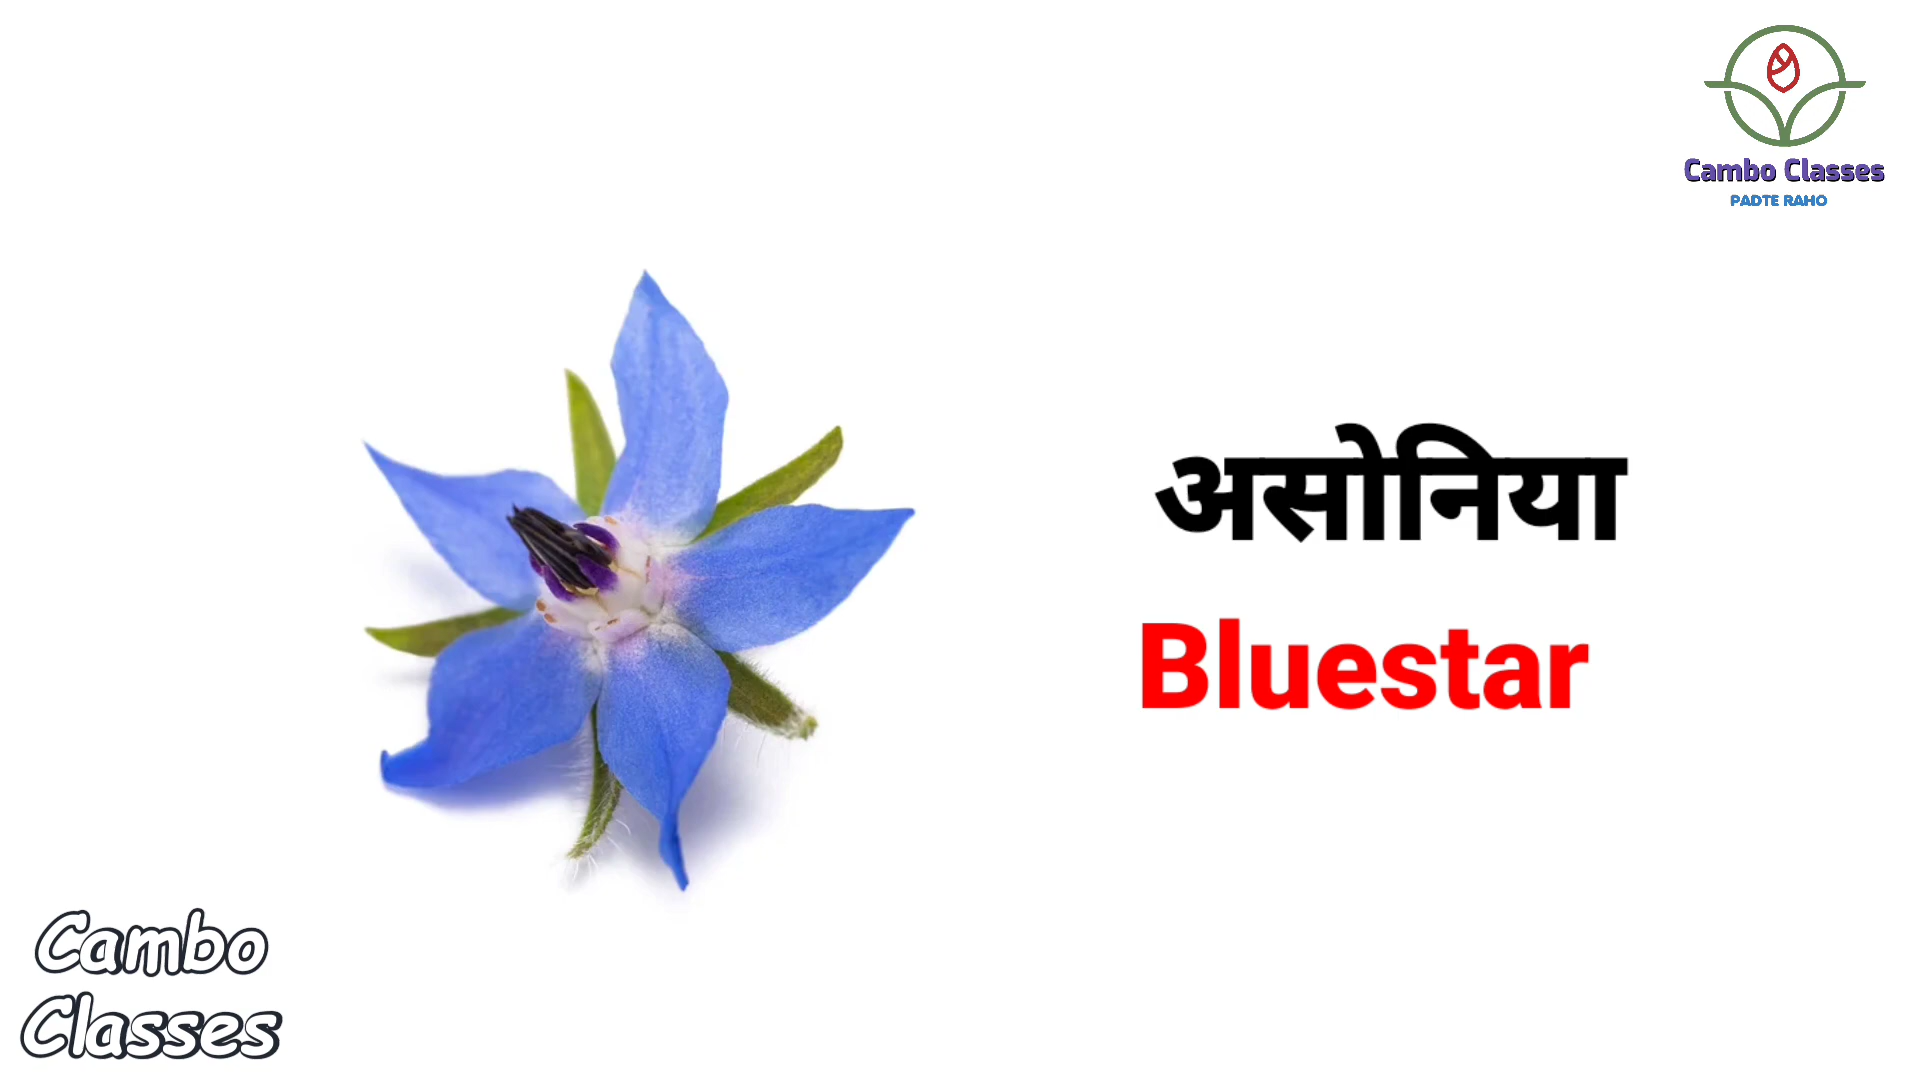 Cambo Classes
PADTE RAHO
असोनिया
Bluestar
Cambo
Classes